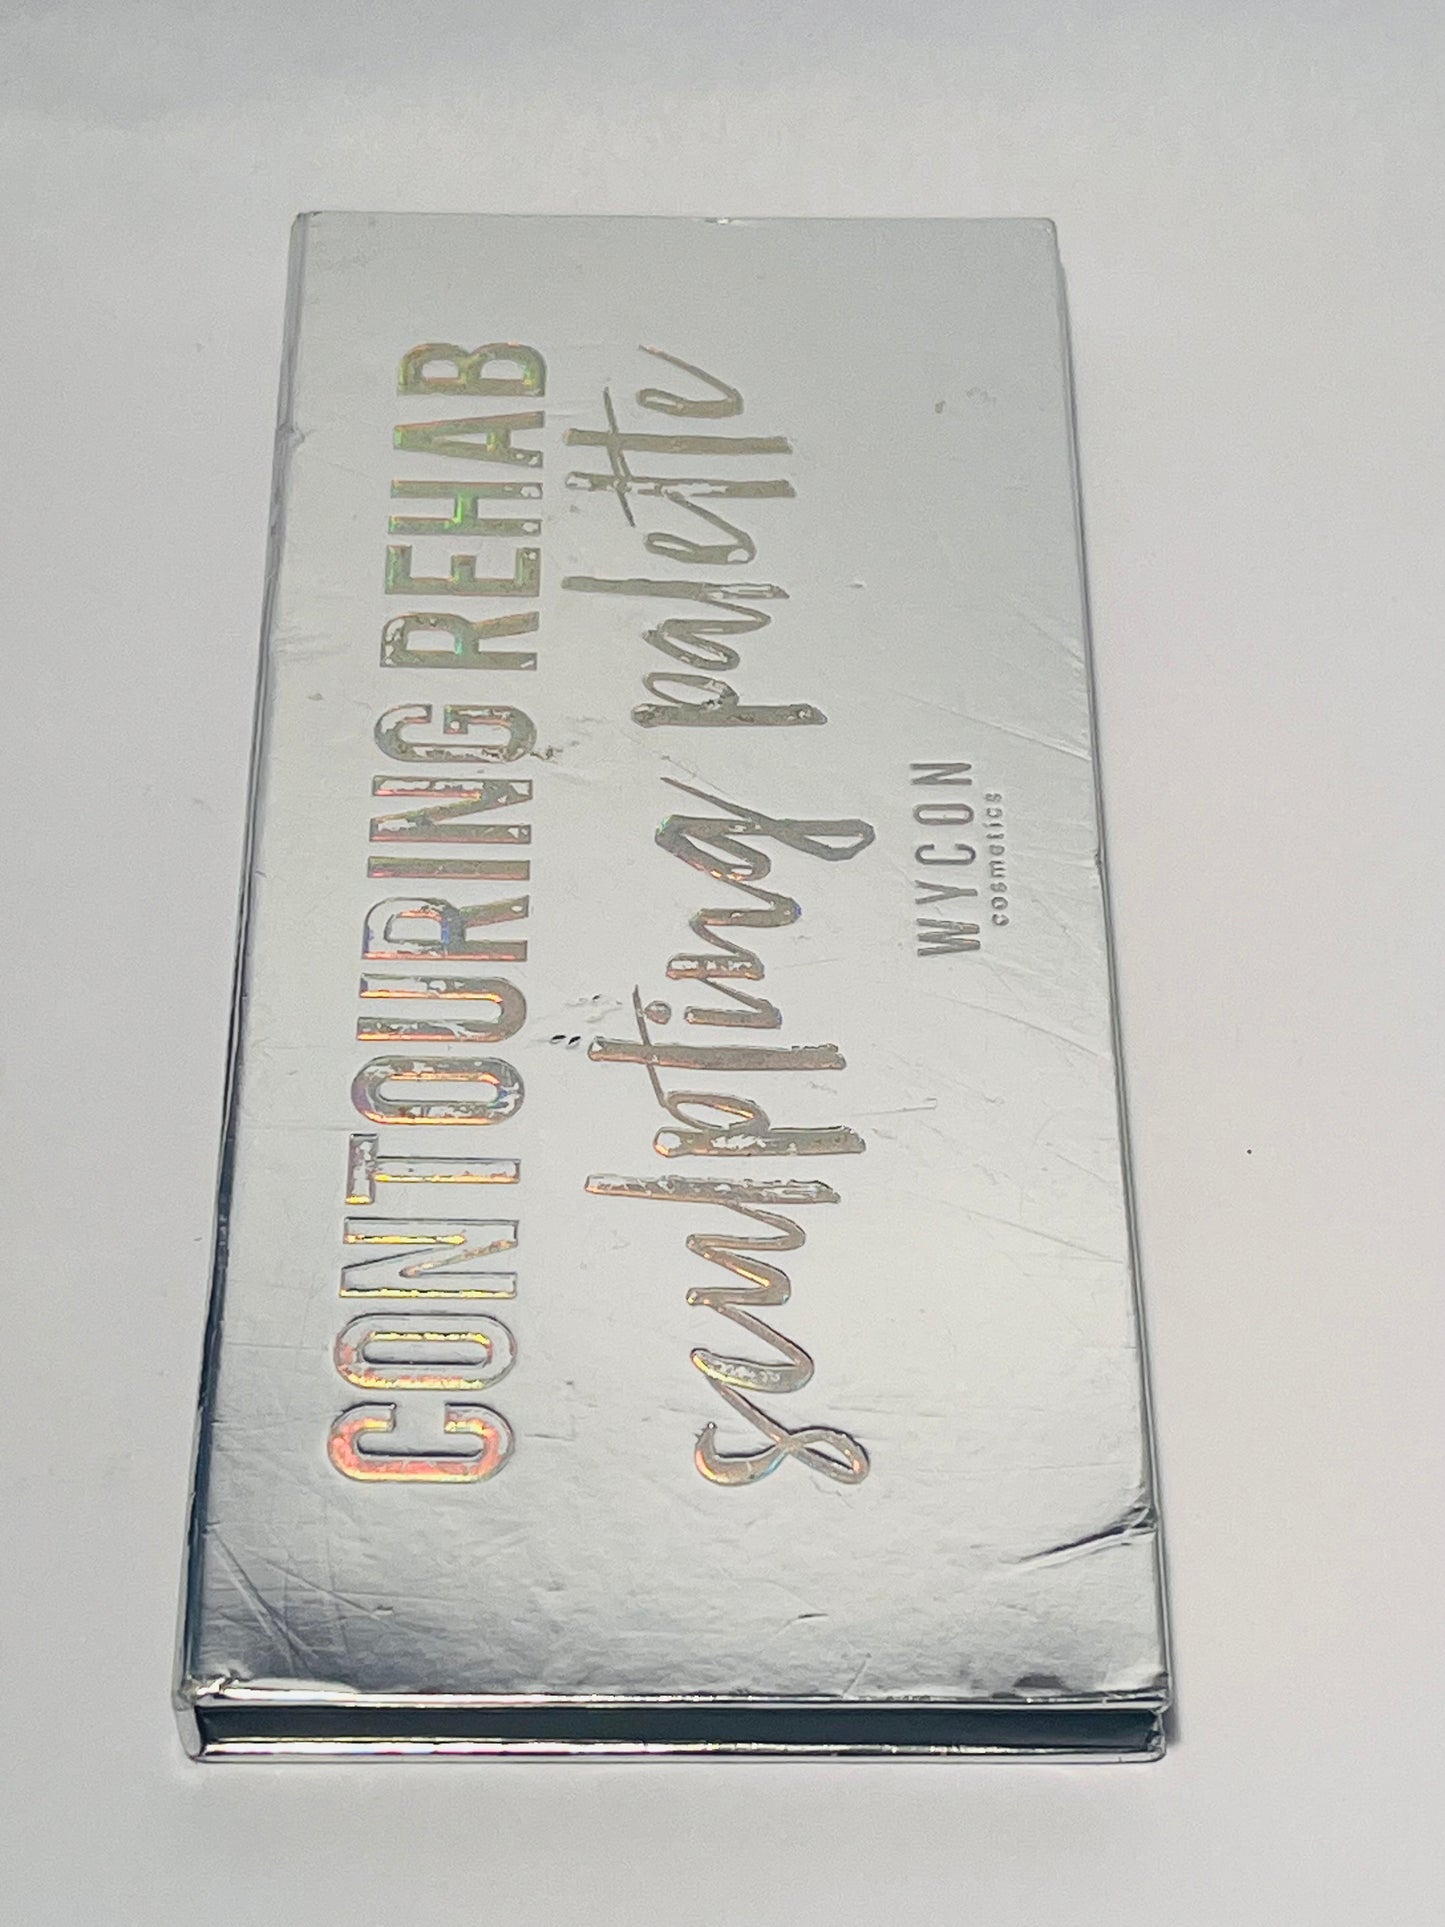 CONTOURING REHAB
sculpting palette
WYCON
cosmetics